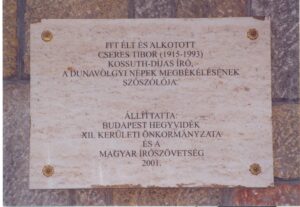 ITT ÉLT ÉS ALKOTOTT
CSERES TIBOR (1915-1993)
KOSSUTH-DÍJAS ÍRÓ,
„A DUNAVÖLGYI NÉPEK MEGBÉKÉLÉSÉNEK
SZÓSZÓLÓJA”
ÁLLÍTTATTA:
BUDAPEST HEGYVIDÉK
XII. KERÜLETI ÖNKORMÁNYZATA
ÉS A
MAGYAR ÍRÓSZÖVETSÉG
2001.